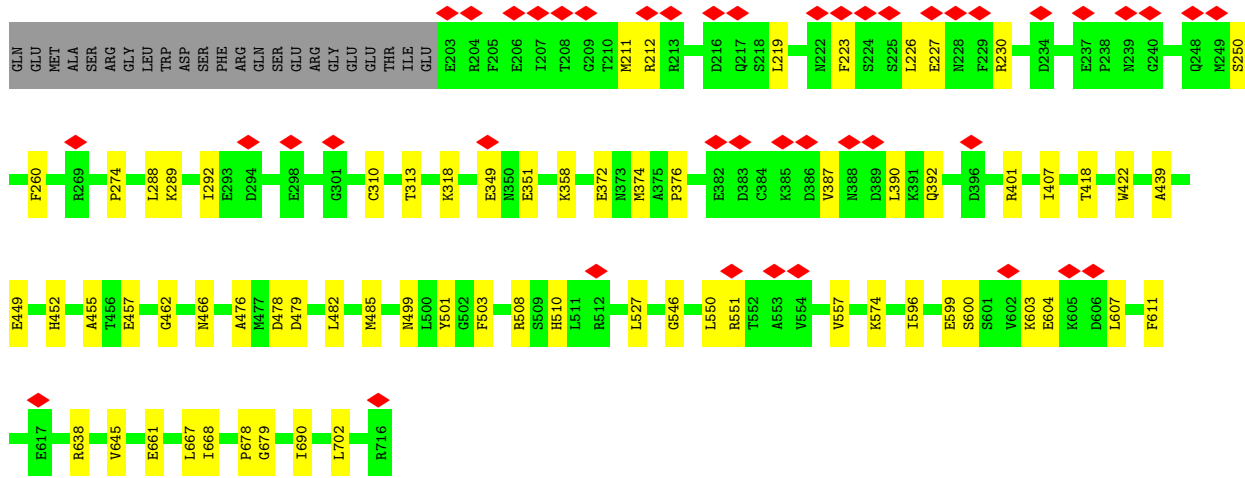 GLN GLU MET ALA SER ARG GLY LEU TRP ASP SER PHE ARG GLN SER GLU ARG GLY GLU GLU THR ILE GLU E203 R204 F205 E206 I207 T208 G209 T210 M211 R212 R213 D216 Q217 S218 L219 N222 F223 S224 S225 L226 E227 N228 F229 R230 D234 E237 P238 N239 G240 Q248 M249 S250
F260 R269 P274 L288 K289 I292 E293 D294 E298 G301 C310 T313 K318 E349 N350 E351 K358 E372 N373 M374 A375 P376 E382 D383 C384 K385 D386 V387 N388 D389 L390 K391 Q392 D396 R401 I407 T418 W422 A439
E449 H452 A455 T456 E457 G462 N466 A476 M477 D478 D479 L482 M485 N499 L500 Y501 G502 F503 R508 S509 H510 L511 R512 L527 G546 L550 R551 T552 A553 V554 V557 K574 I596 E599 S600 S601 V602 K603 E604 K605 D606 L607 F611
E617 R638 V645 E661 L667 I668 P678 G679 I690 L702 R716